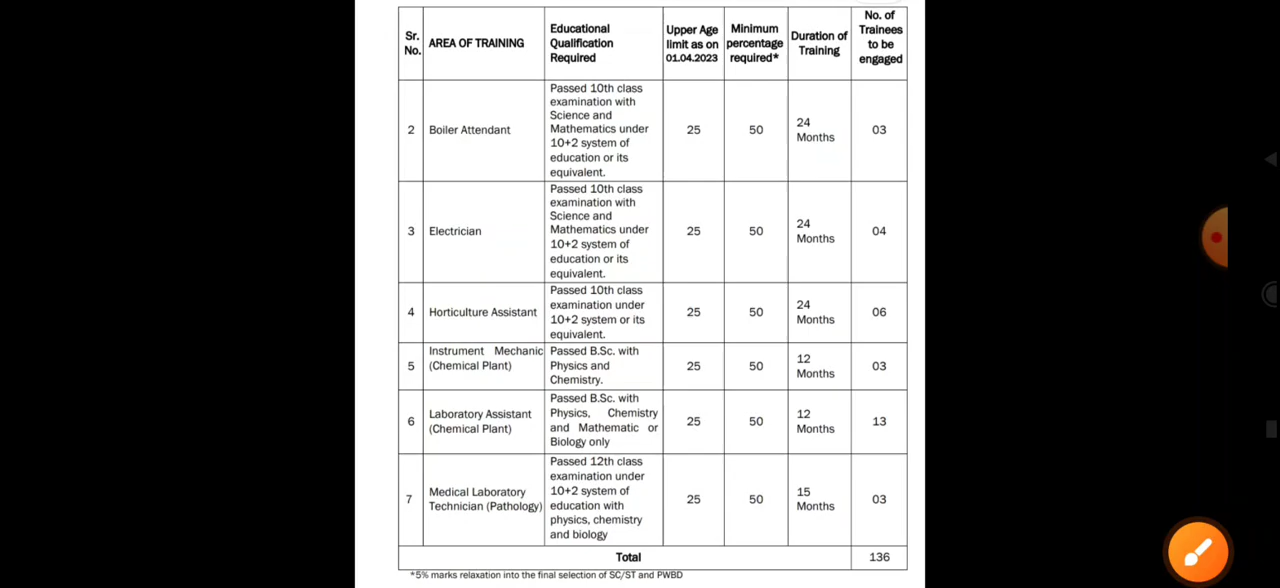 Sr. No. AREA OF TRAINING Educational Qualification Required Upper Age limit as on 01.04.2023 Minimum percentage required* Duration of Training No. of Trainees to be engaged
2 Boiler Attendant Passed 10th class examination with Science and Mathematics under 10+2 system of education or its equivalent. 25 50 24 Months 03
3 Electrician Passed 10th class examination with Science and Mathematics under 10+2 system of education or its equivalent. 25 50 24 Months 04
4 Horticulture Assistant Passed 10th class examination under 10+2 system or its equivalent. 25 50 24 Months 06
5 Instrument Mechanic (Chemical Plant) Passed B.Sc. with Physics and Chemistry. 25 50 12 Months 03
6 Laboratory Assistant (Chemical Plant) Passed B.Sc. with Physics, Chemistry and Mathematic or Biology only 25 50 12 Months 13
7 Medical Laboratory Technician (Pathology) Passed 12th class examination under 10+2 system of education with physics, chemistry and biology 25 50 15 Months 03
Total 136
*5% marks relaxation into the final selection of SC/ST and PWBD